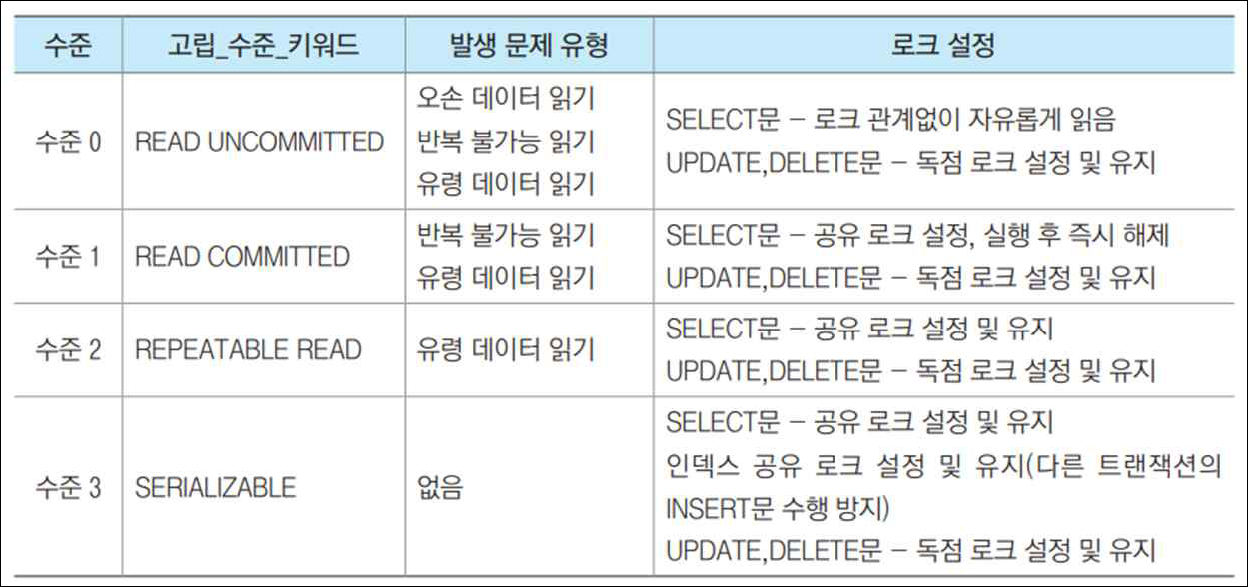 수준 고립_수준_키워드 발생 문제 유형 로크 설정
수준 0 READ UNCOMMITTED
오손 데이터 읽기
반복 불가능 읽기
유령 데이터 읽기
SELECT문 – 로크 관계없이 자유롭게 읽음
UPDATE,DELETE문 – 독점 로크 설정 및 유지
수준 1 READ COMMITTED
반복 불가능 읽기
유령 데이터 읽기
SELECT문 – 공유 로크 설정, 실행 후 즉시 해제
UPDATE,DELETE문 – 독점 로크 설정 및 유지
수준 2 REPEATABLE READ
유령 데이터 읽기
SELECT문 – 공유 로크 설정 및 유지
UPDATE,DELETE문 – 독점 로크 설정 및 유지
수준 3 SERIALIZABLE
없음
SELECT문 – 공유 로크 설정 및 유지
인덱스 공유 로크 설정 및 유지(다른 트랜잭션의
INSERT문 수행 방지)
UPDATE,DELETE문 – 독점 로크 설정 및 유지